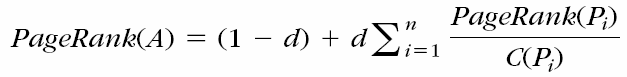 PageRank(A) = (1 − d) + d∑ⁿᵢ₌₁ PageRank(Pᵢ) / C(Pᵢ)